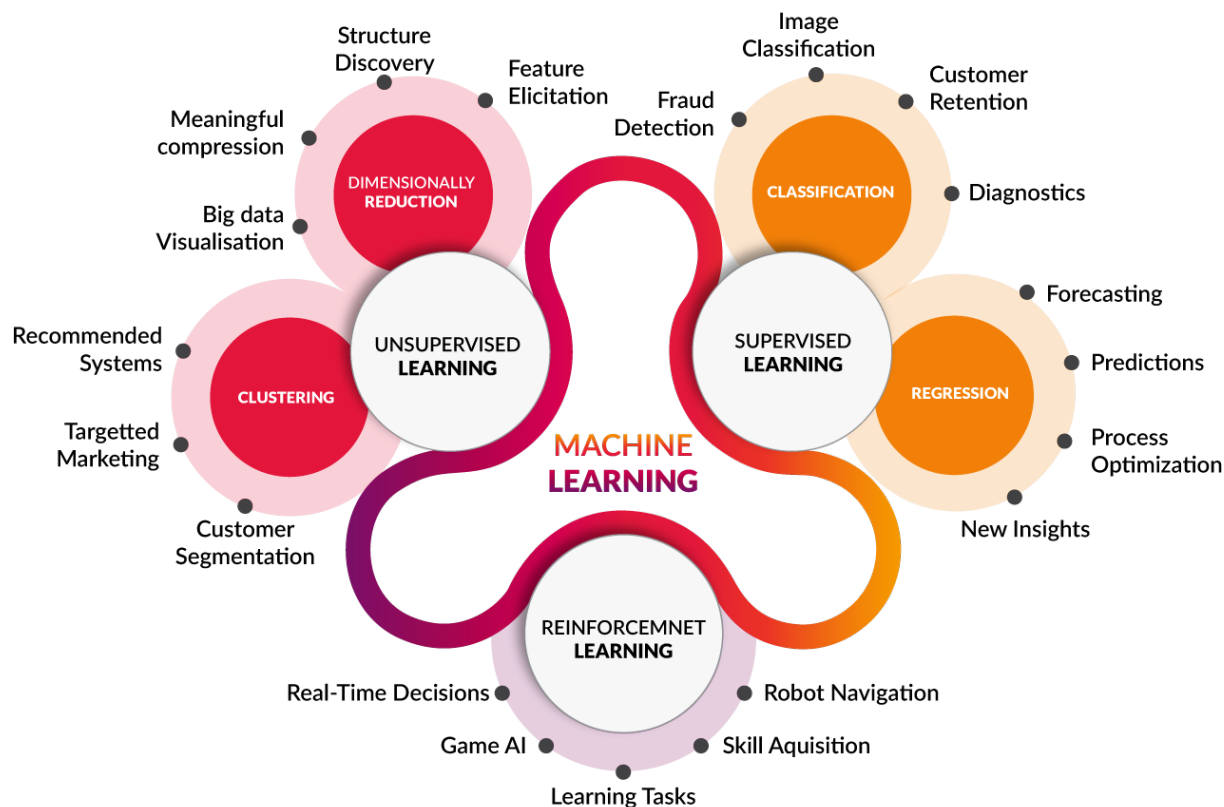 Structure
Discovery
Feature
Elicitation
Meaningful
compression
DIMENSIONALLY
REDUCTION
Big data
Visualisation
Image
Classification
Customer
Retention
Fraud
Detection
CLASSIFICATION
Diagnostics
UNSUPERVISED
LEARNING
Recommended
Systems
CLUSTERING
Targetted
Marketing
Customer
Segmentation
SUPERVISED
LEARNING
Forecasting
Predictions
REGRESSION
Process
Optimization
New Insights
MACHINE
LEARNING
REINFORCEMNET
LEARNING
Real-Time Decisions
Robot Navigation
Game AI
Skill Aquisition
Learning Tasks